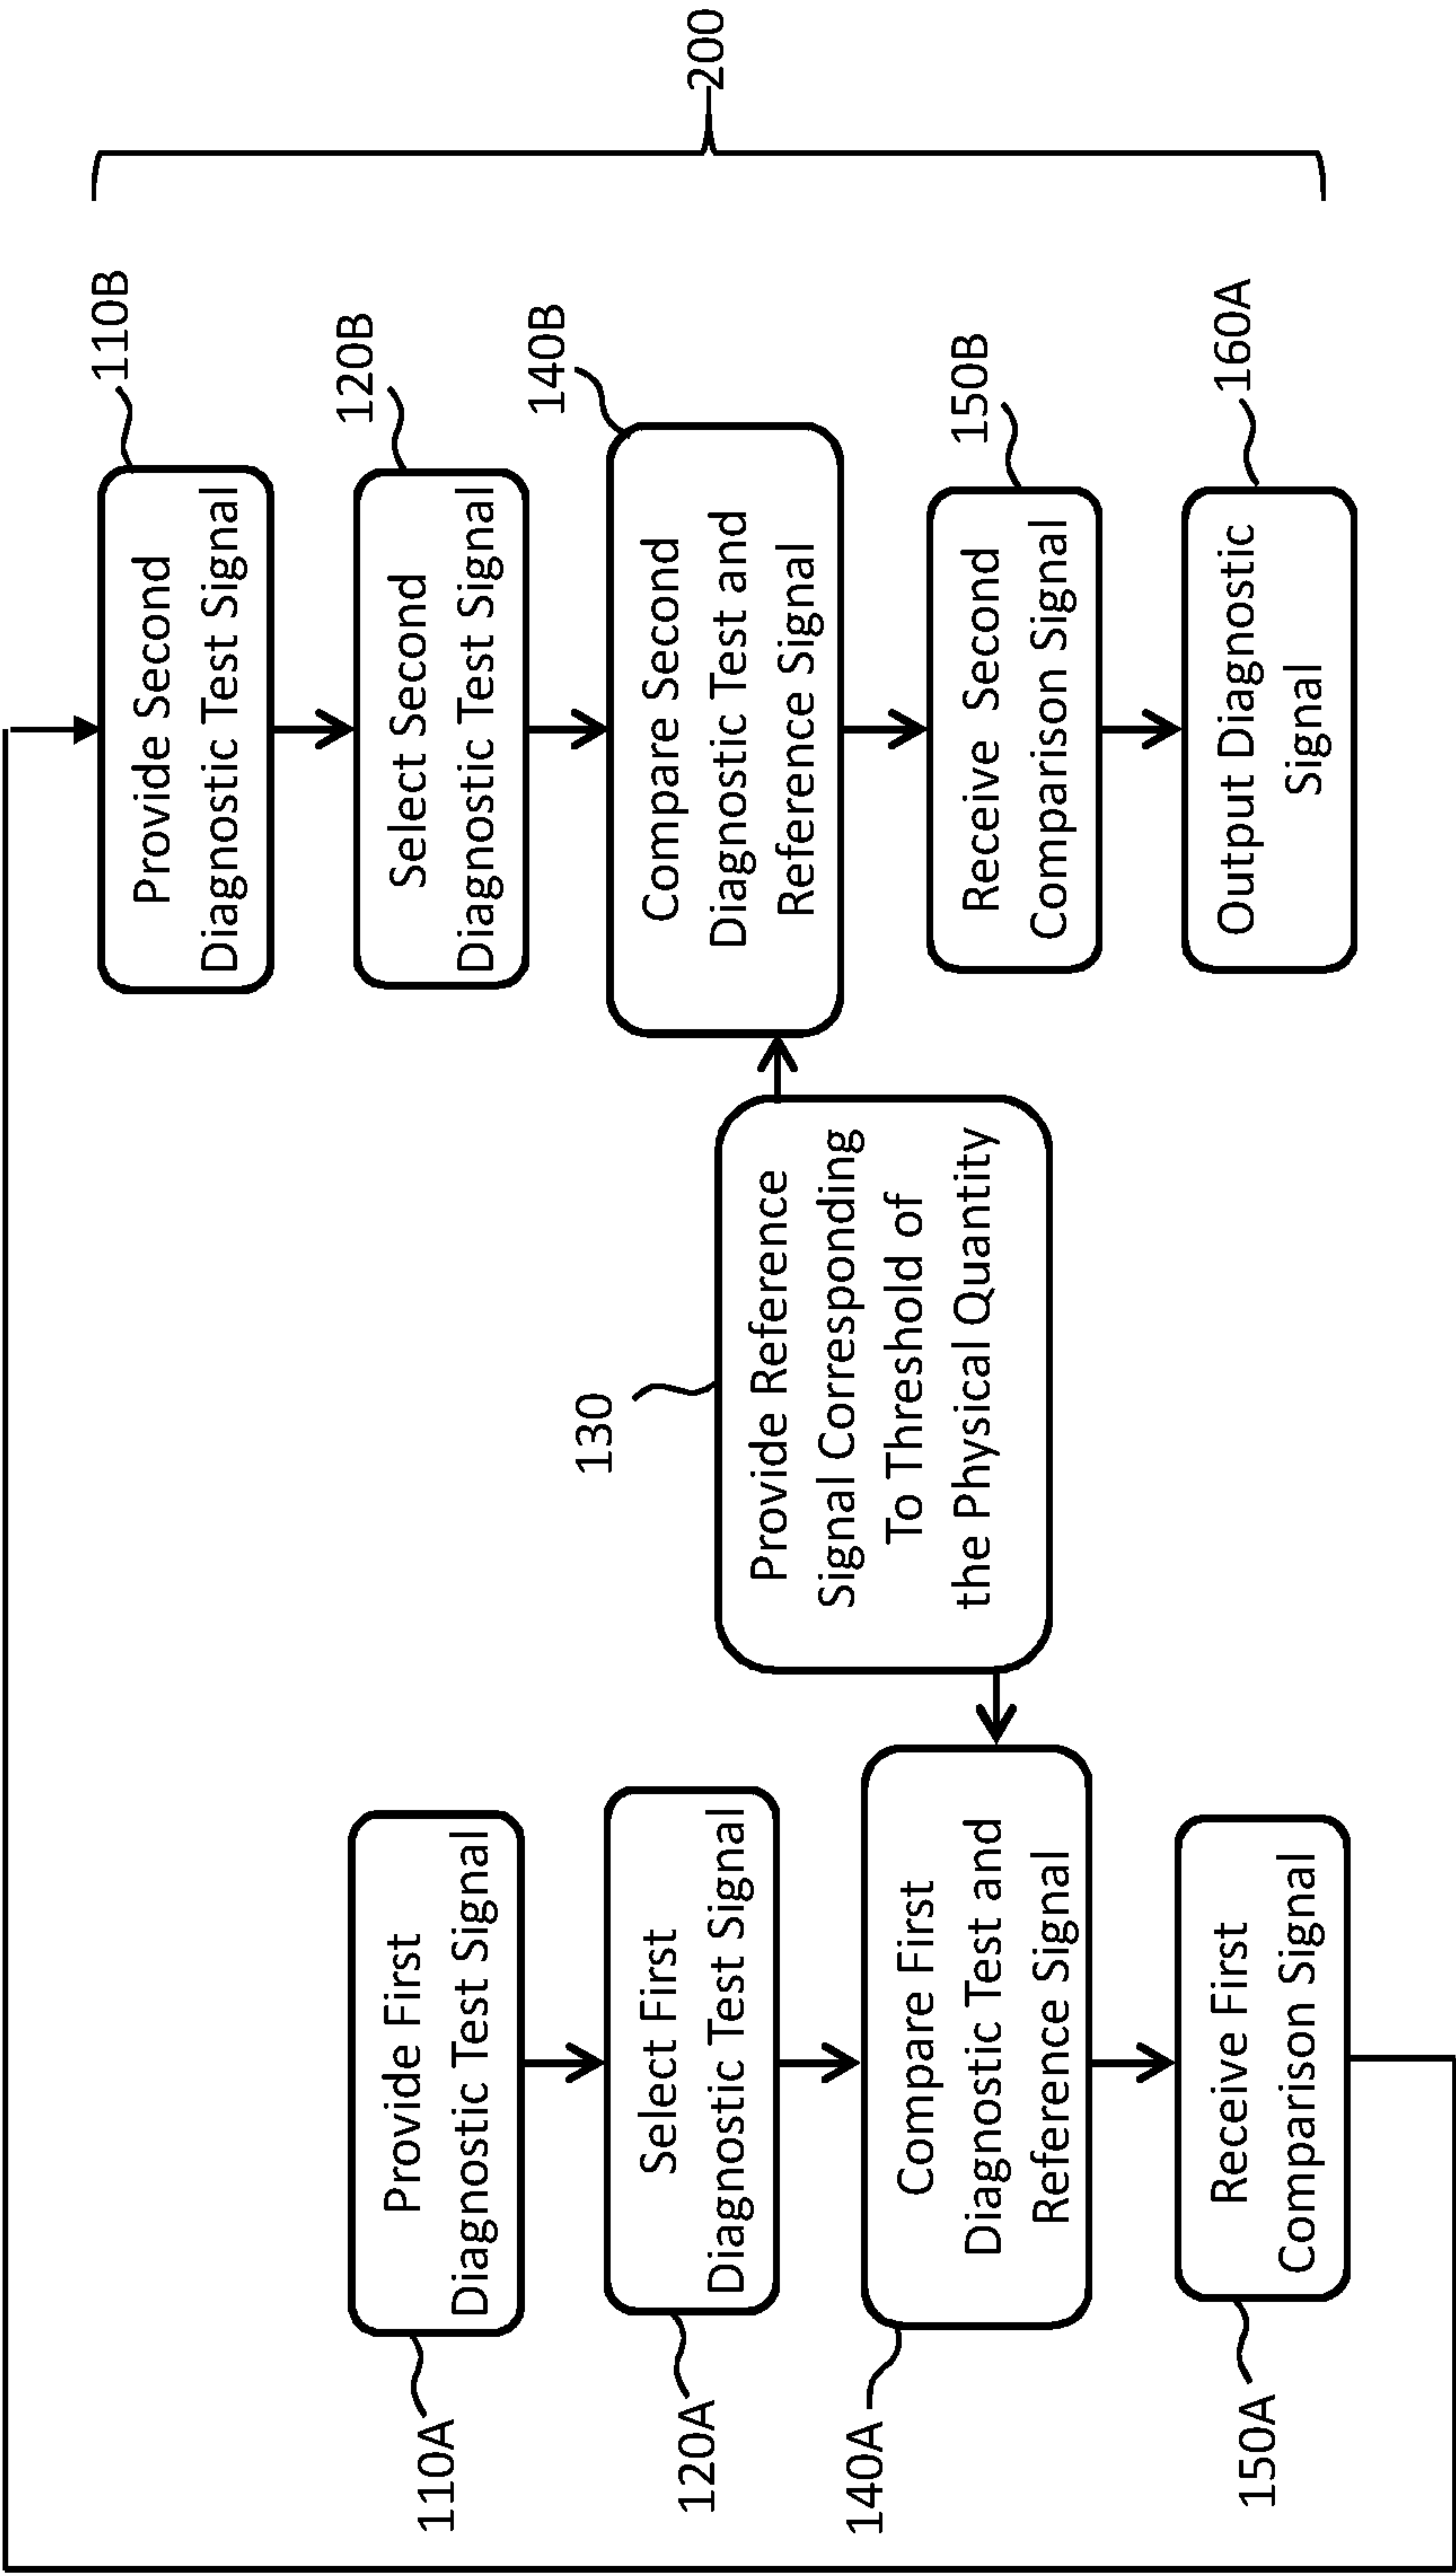 110A
Provide First
Diagnostic Test Signal
120A
Select First
Diagnostic Test Signal
140A
Compare First
Diagnostic Test and
Reference Signal
150A
Receive First
Comparison Signal
130
Provide Reference
Signal Corresponding
To Threshold of
the Physical Quantity
110B
Provide Second
Diagnostic Test Signal
120B
Select Second
Diagnostic Test Signal
140B
Compare Second
Diagnostic Test and
Reference Signal
150B
Receive Second
Comparison Signal
160A
Output Diagnostic
Signal
200